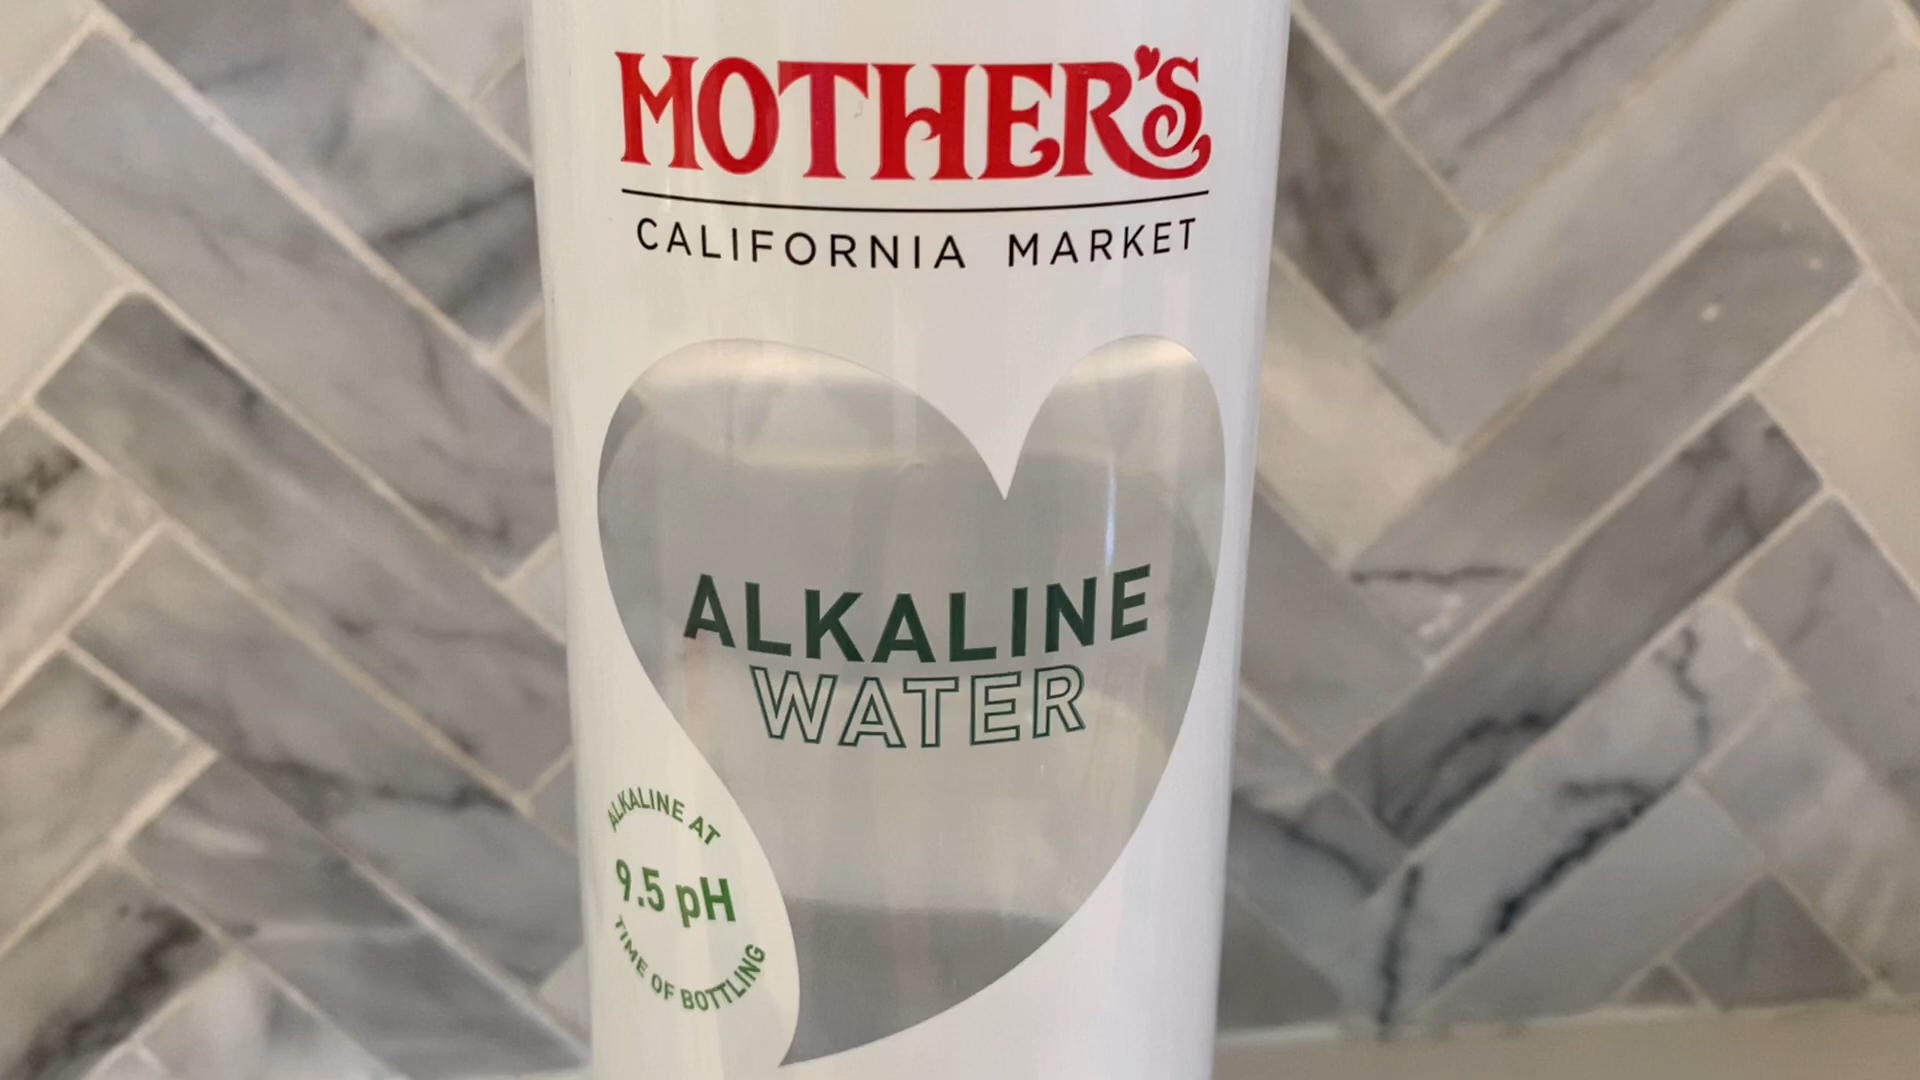 MOTHER'S
CALIFORNIA MARKET
ALKALINE
WATER
ALKALINE AT
9.5 pH
TIME OF BOTTLING